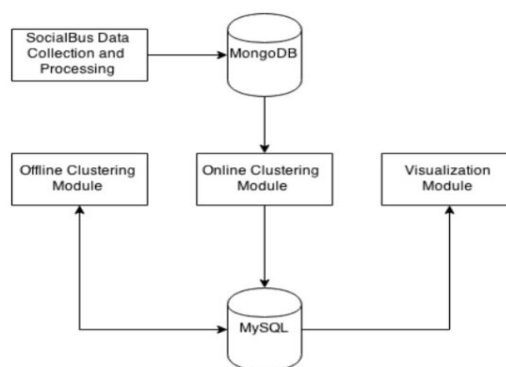 SocialBus Data
Collection and
Processing
MongoDB
Offline Clustering
Module
Online Clustering
Module
Visualization
Module
MySQL